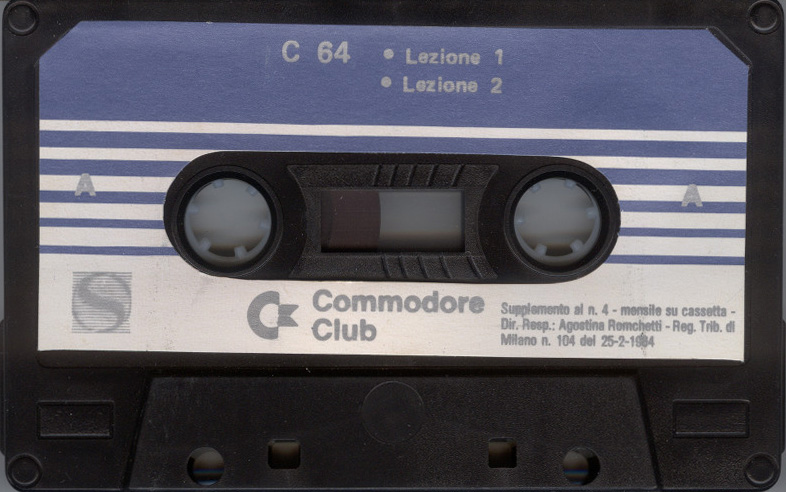 C 64 • Lezione 1
• Lezione 2
A A
Commodore
Club
Supplemento al n. 4 - mensile su cassetta -
Dir. Resp.: Agostina Romchetti - Reg. Trib. di
Milano n. 104 del 25-2-1984